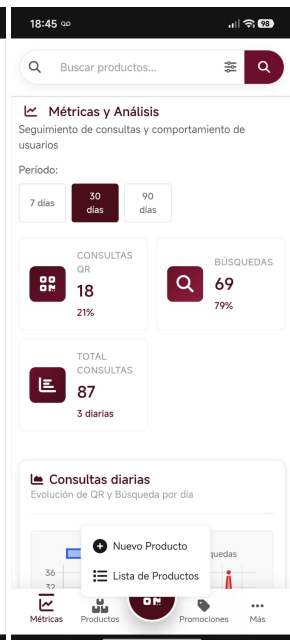 18:45
98
Buscar productos...
Métricas y Análisis
Seguimiento de consultas y comportamiento de
usuarios
Período:
7 días
30
días
90
días
CONSULTAS
QR
18
21%
BÚSQUEDAS
69
79%
TOTAL
CONSULTAS
87
3 diarias
Consultas diarias
Evolución de QR y Búsqueda por día
Nuevo Producto
Lista de Productos
quedas
36
32
Métricas
Productos
Promociones
Más